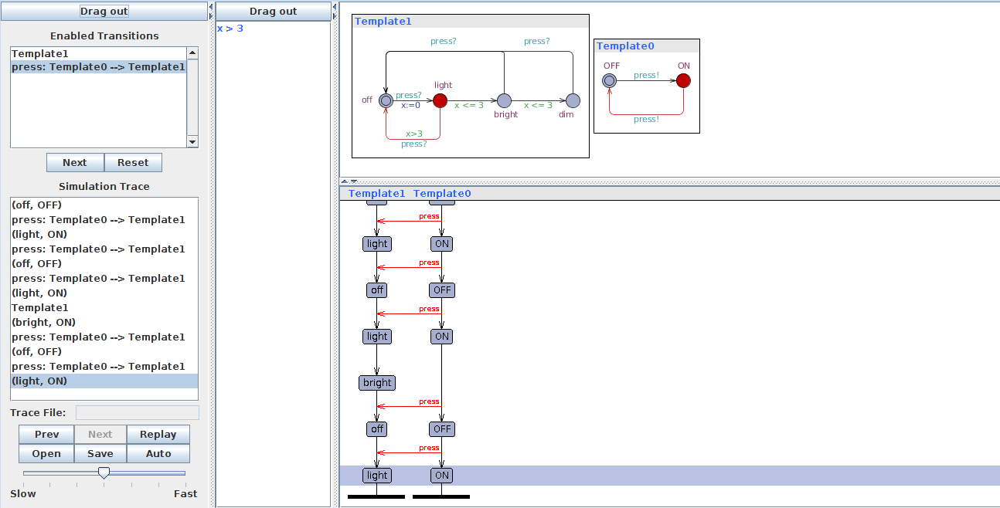 Drag out
Enabled Transitions
Template1
press: Template0 --> Template1
Next
Reset
Simulation Trace
(off, OFF)
press: Template0 --> Template1
(light, ON)
press: Template0 --> Template1
(off, OFF)
press: Template0 --> Template1
(light, ON)
Template1
(bright, ON)
press: Template0 --> Template1
(off, OFF)
press: Template0 --> Template1
(light, ON)
Trace File:
Prev
Next
Replay
Open
Save
Auto
Slow
Fast
Drag out
x > 3
Template1
press?
press?
light
off
press?
x:=0
x <= 3
x <= 3
bright
dim
x>3
press?
Template0
OFF
ON
press!
press!
Template1
Template0
press
light
ON
press
off
OFF
press
light
ON
bright
press
off
OFF
press
light
ON